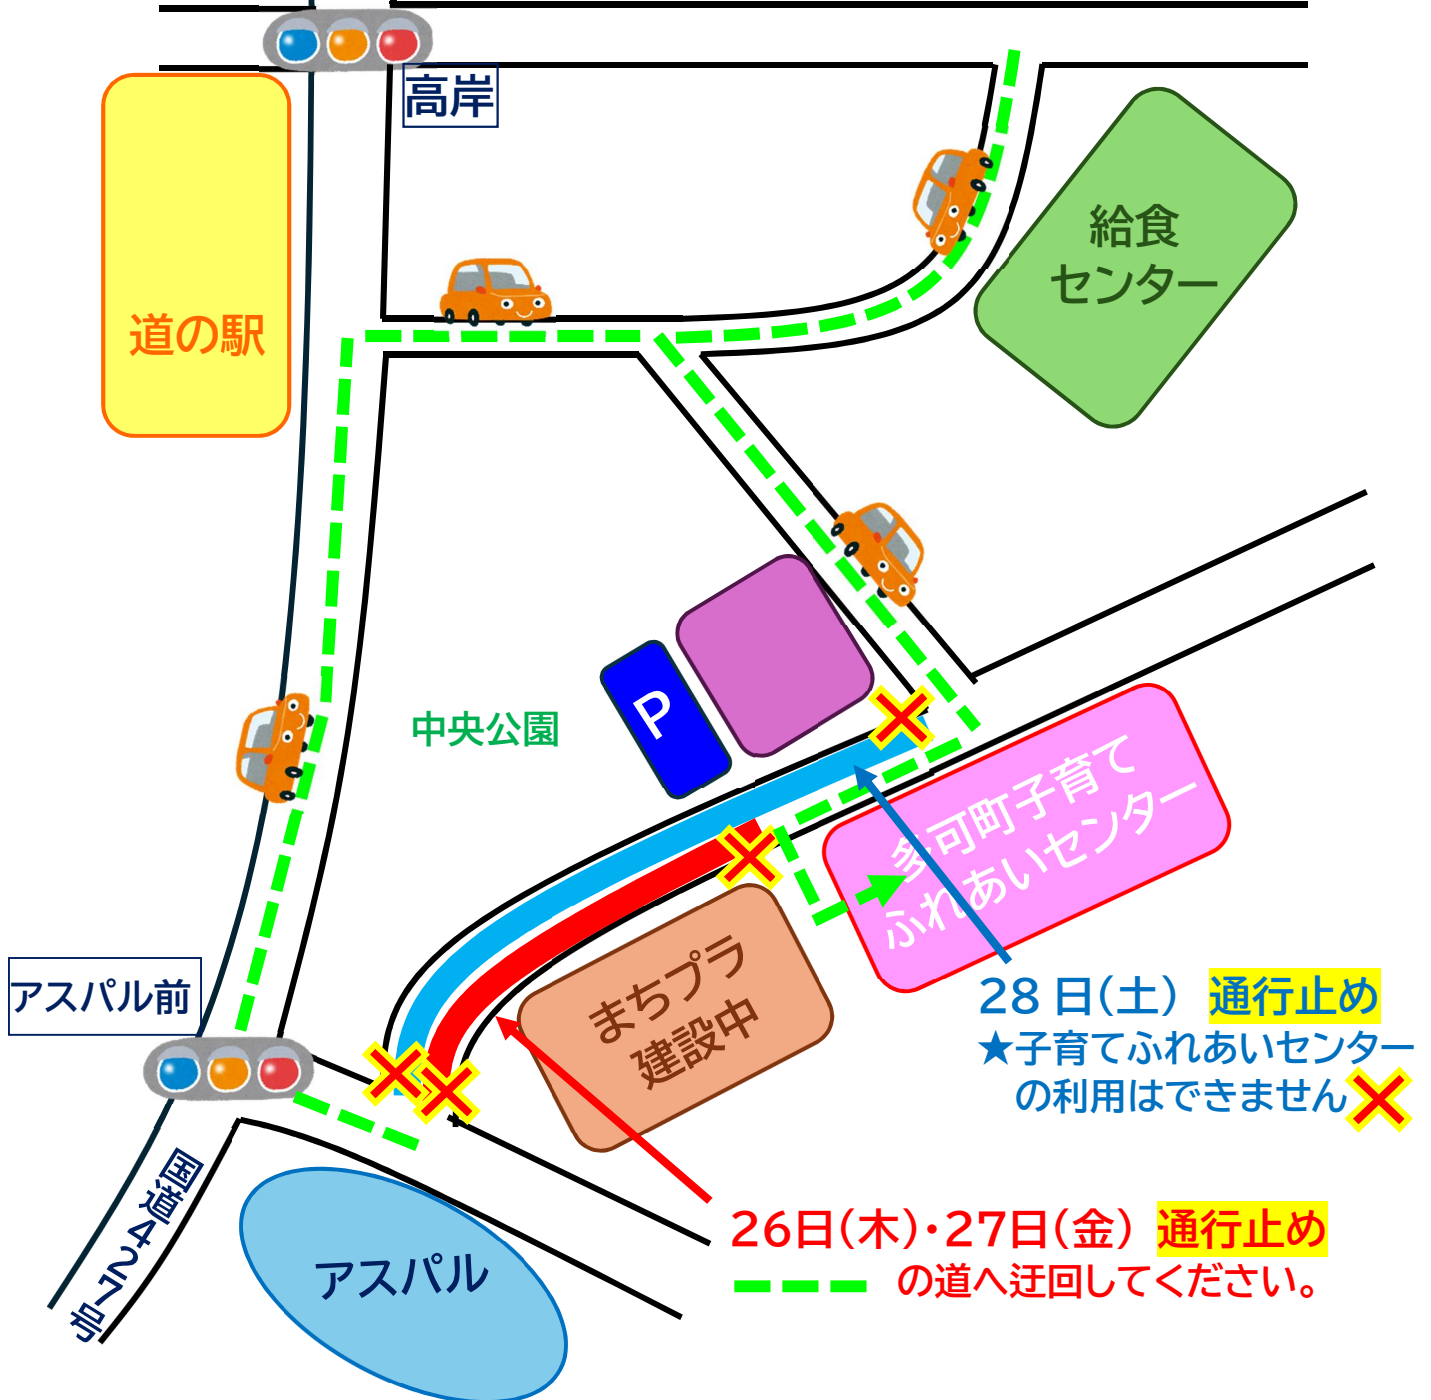 高岸
給食
センター
道の駅
P
中央公園
多可町子育て
ふれあいセンター
アスパル前
まちプラ
建設中
28日(土) 通行止め
★子育てふれあいセンター
の利用はできません
国道427号
アスパル
26日(木)・27日(金) 通行止め
の道へ迂回してください。